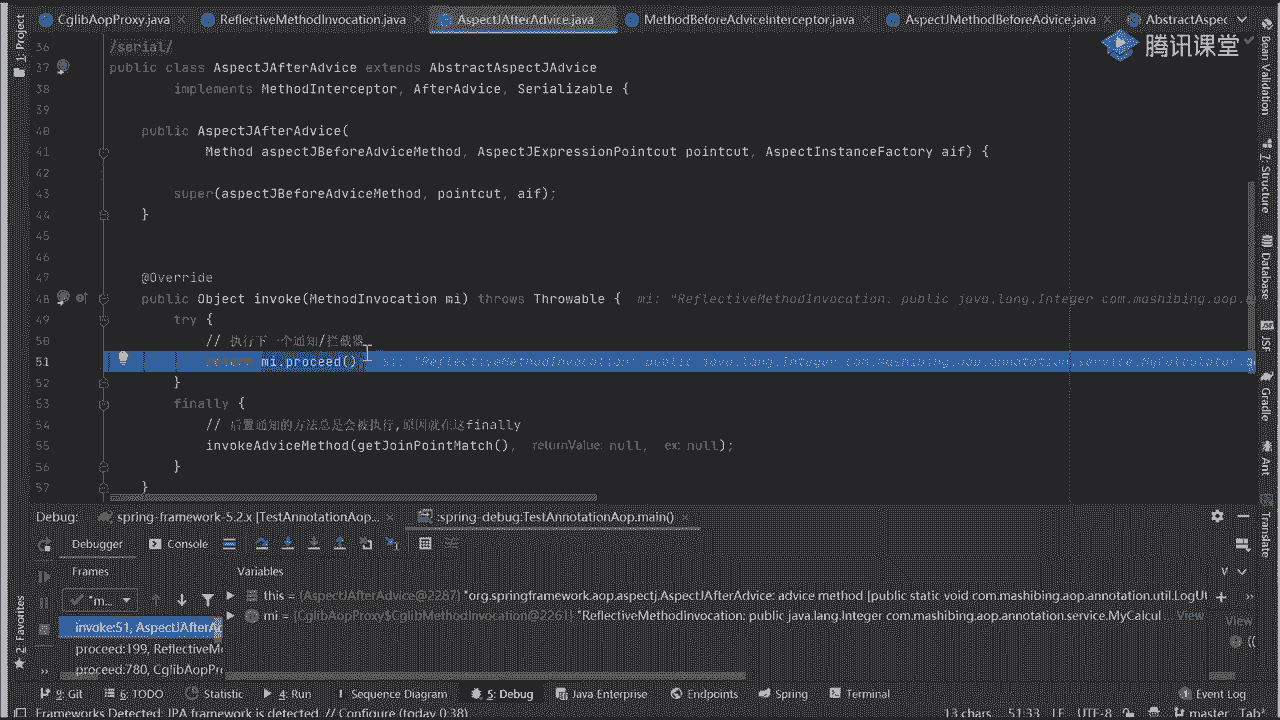 CglibAopProxy.java
ReflectiveMethodInvocation.java
AspectJAfterAdvice.java
MethodBeforeAdviceInterceptor.java
AspectJMethodBeforeAdvice.java
AbstractAspec
腾讯课堂
1: Project
36 /serial/
37 public class AspectJAfterAdvice extends AbstractAspectJAdvice
38 implements MethodInterceptor, AfterAdvice, Serializable {
39
40 public AspectJAfterAdvice(
41 Method aspectJBeforeAdviceMethod, AspectJExpressionPointcut pointcut, AspectInstanceFactory aif) {
42
43 super(aspectJBeforeAdviceMethod, pointcut, aif);
44 }
45
46
47 @Override
48 public Object invoke(MethodInvocation mi) throws Throwable { mi: "ReflectiveMethodInvocation: public java.lang.Integer com.mashibing.aop.
49 try {
50 // 执行下一个通知/拦截器
51 return mi.proceed(); mi: "ReflectiveMethodInvocation: public java.lang.Integer com.mashibing.aop.annotation.service.MyCalculator
52 }
53 finally {
54 // 后置通知的方法总是会被执行,原因就在这finally
55 invokeAdviceMethod(getJoinPointMatch(), returnValue: null, ex: null);
56 }
57 }
Bean Validation
7: Structure
Database
JSF
Gradle
Ant
Translate
Debug:
spring-framework-5.2.x [TestAnnotationAop...
:spring-debug:TestAnnotationAop.main()
Debugger
Console
Frames
Variables
"m...
this = {AspectJAfterAdvice@2287} "org.springframework.aop.aspectj.AspectJAfterAdvice: advice method [public static void com.mashibing.aop.annotation.util.LogUt
mi = {CglibAopProxy$CglibMethodInvocation@2261} "ReflectiveMethodInvocation: public java.lang.Integer com.mashibing.aop.annotation.service.MyCalcul... View
View
invoke:51, AspectJAfterAd
proceed:199, ReflectiveMe
proceed:780, CglibAopPro
2: Favorites
9: Git
6: TODO
Statistic
4: Run
Sequence Diagram
5: Debug
Java Enterprise
Endpoints
Spring
Terminal
1 Event Log
Frameworks Detected: JPA framework is detected. // Configure (today 0:38)
13 chars
51:33
LF
UTF-8
master